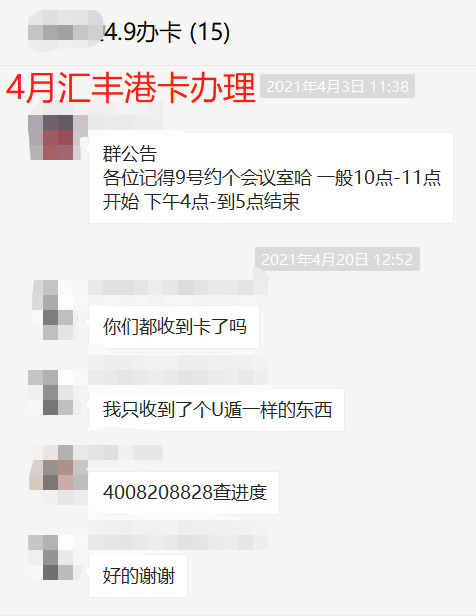 4.9办卡 (15)
4月汇丰港卡办理
2021年4月3日 11:38
群公告
各位记得9号约个会议室哈 一般10点-11点
开始 下午4点-到5点结束
2021年4月20日 12:52
你们都收到卡了吗
我只收到了个U遁一样的东西
4008208828查进度
好的谢谢